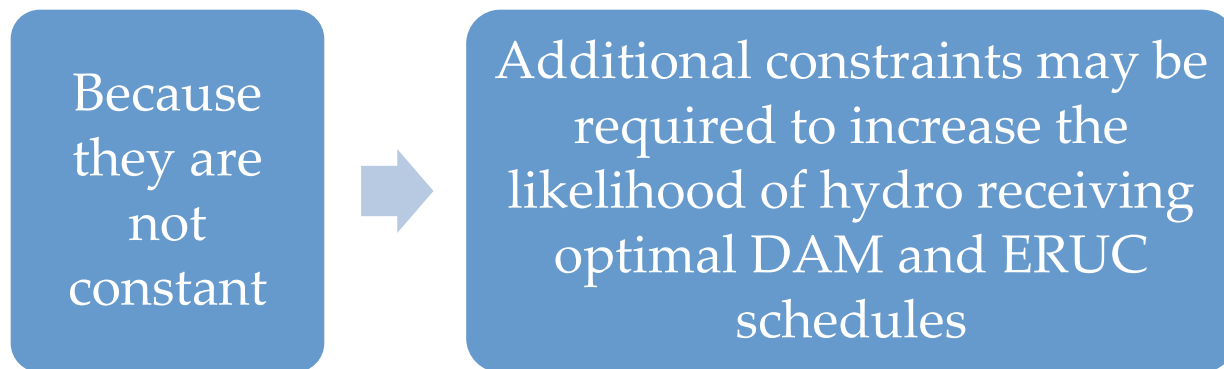 Because
they are
not
constant
Additional constraints may be
required to increase the
likelihood of hydro receiving
optimal DAM and ERUC
schedules